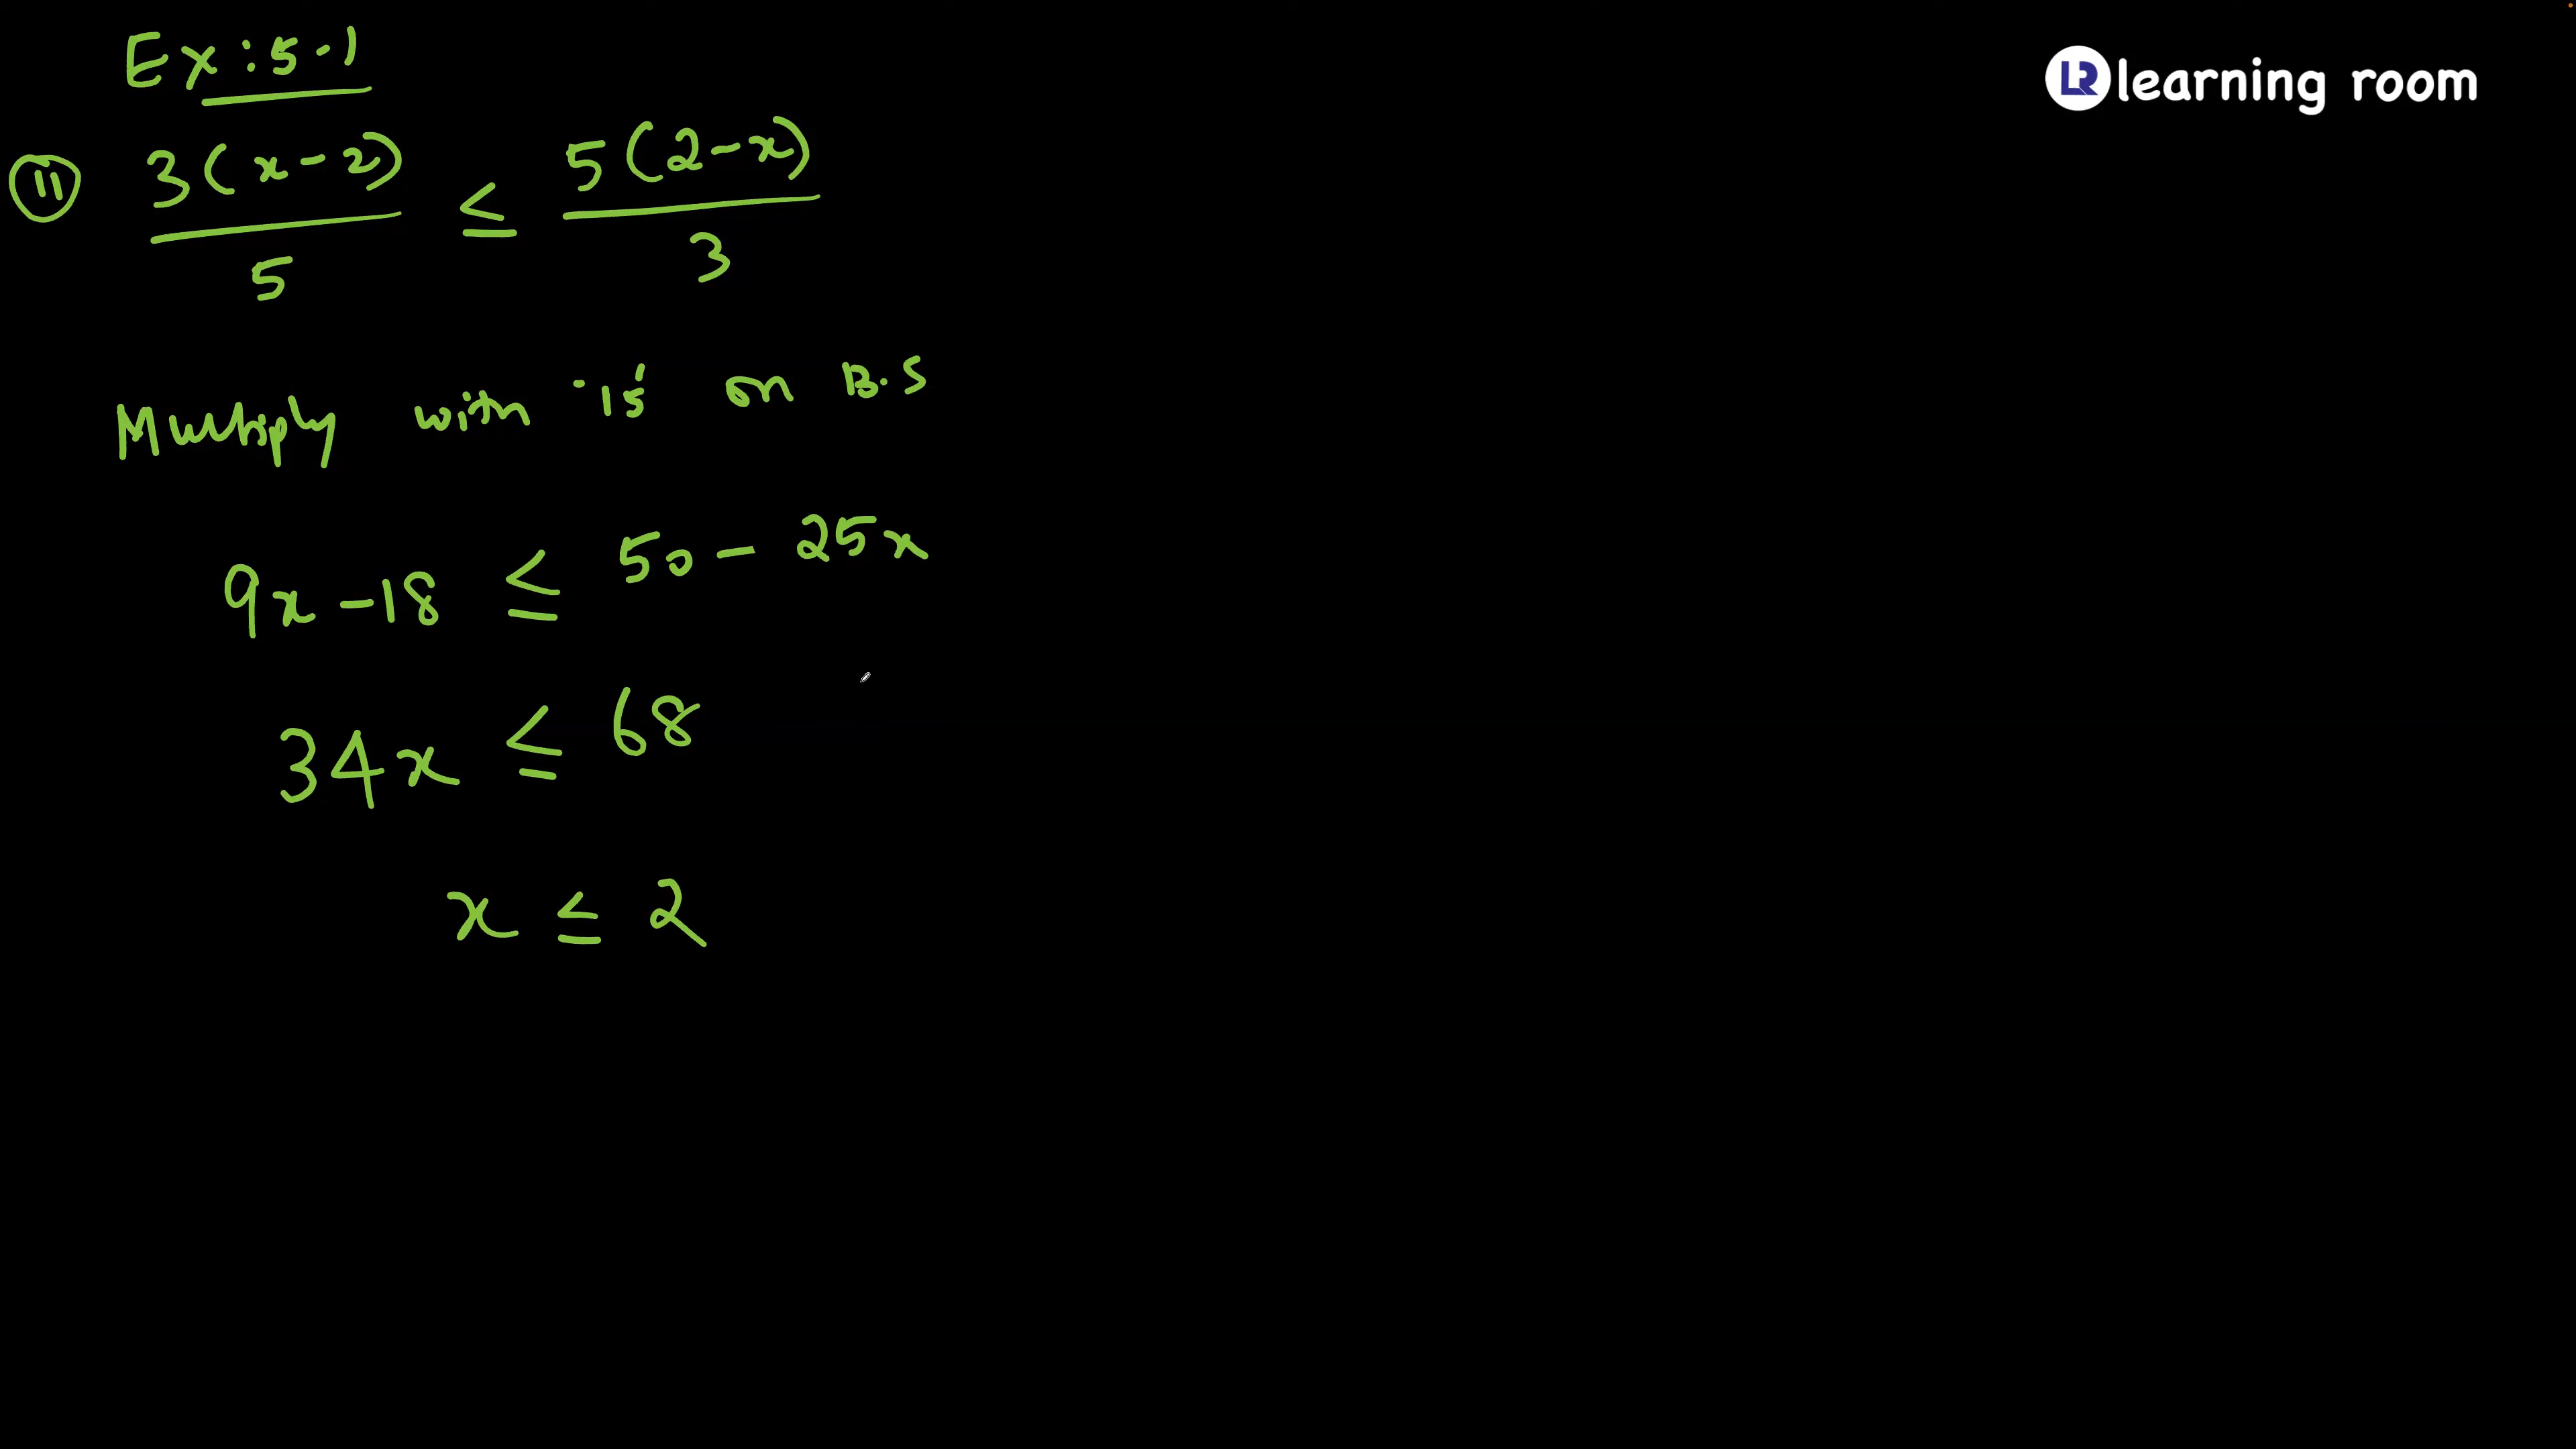 Ex : 5.1
LR learning room
11 3(x-2)/5 ≤ 5(2-x)/3
Multiply with '15' on B.S
9x - 18 ≤ 50 - 25x
34x ≤ 68
x ≤ 2